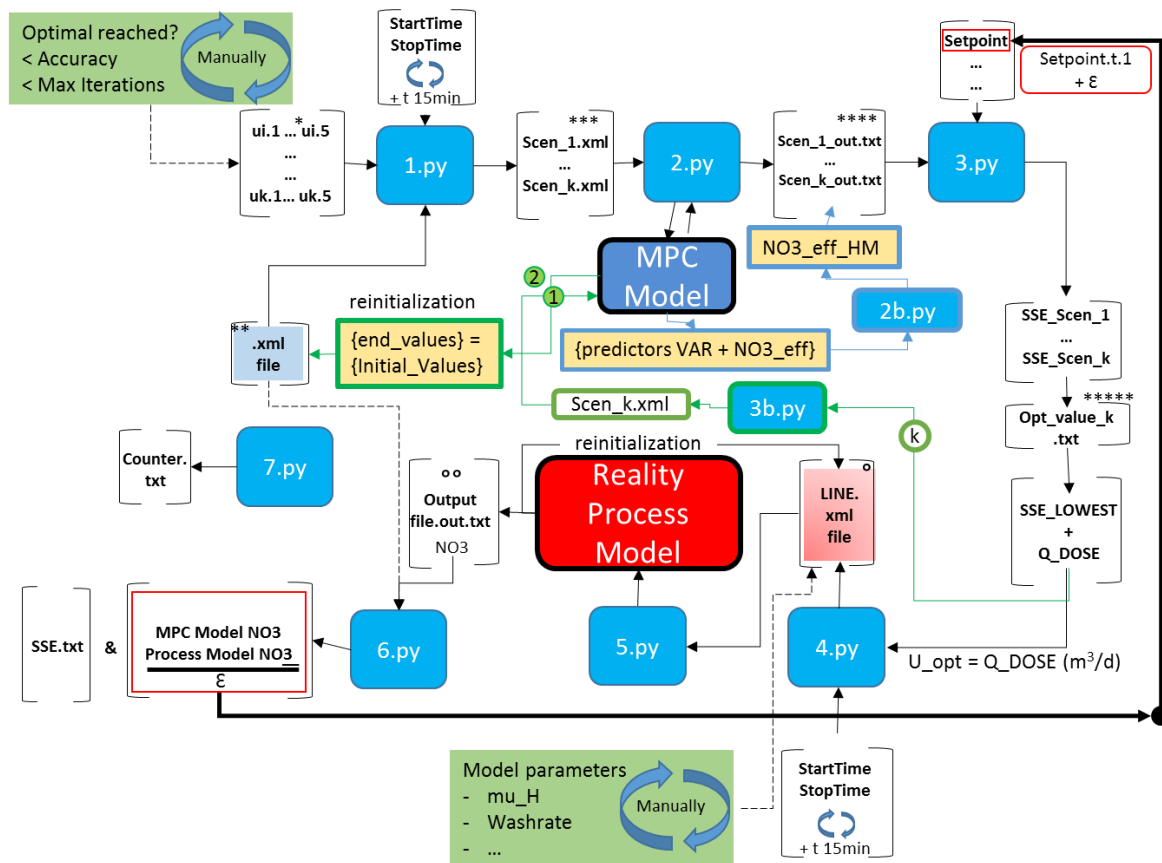 Optimal reached?
< Accuracy
< Max Iterations
Manually
StartTime
StopTime
+ t 15min
Setpoint
...
...
Setpoint.t.1
+ Ɛ
*
ui.1 ... ui.5
...
...
uk.1... uk.5
1.py
***
Scen_1.xml
...
Scen_k.xml
2.py
****
Scen_1_out.txt
...
Scen_k_out.txt
3.py
NO3_eff_HM
MPC
Model
2
1
2b.py
reinitialization
**
.xml
file
{end_values} =
{Initial_Values}
{predictors VAR + NO3_eff}
SSE_Scen_1
...
SSE_Scen_k
Scen_k.xml
3b.py
k
*****
Opt_value_k
.txt
reinitialization
Counter.
txt
7.py
°°
Output
file.out.txt
NO3
Reality
Process
Model
°
LINE.
xml
file
SSE_LOWEST
+
Q_DOSE
SSE.txt
&
MPC Model NO3
Process Model NO3_
Ɛ
6.py
5.py
4.py
U_opt = Q_DOSE (m³/d)
Model parameters
- mu_H
- Washrate
- ...
Manually
StartTime
StopTime
+ t 15min